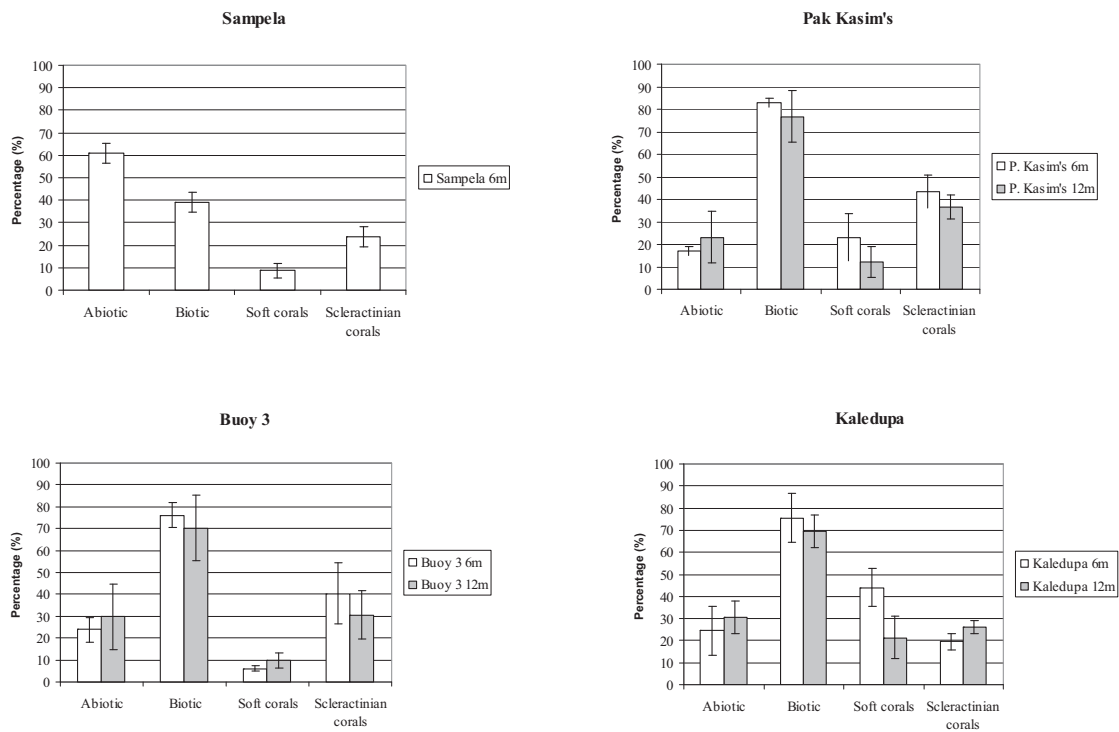 Sampela
Percentage (%)
100
90
80
70
60
50
40
30
20
10
0
Abiotic
Biotic
Soft corals
Scleractinian
corals
Sampela 6m
Pak Kasim's
Percentage (%)
100
90
80
70
60
50
40
30
20
10
0
Abiotic
Biotic
Soft corals
Scleractinian
corals
P. Kasim's 6m
P. Kasim's 12m
Buoy 3
Percentage (%)
100
90
80
70
60
50
40
30
20
10
0
Abiotic
Biotic
Soft corals
Scleractinian
corals
Buoy 3 6m
Buoy 3 12m
Kaledupa
Percentage (%)
100
90
80
70
60
50
40
30
20
10
0
Abiotic
Biotic
Soft corals
Scleractinian
corals
Kaledupa 6m
Kaledupa 12m